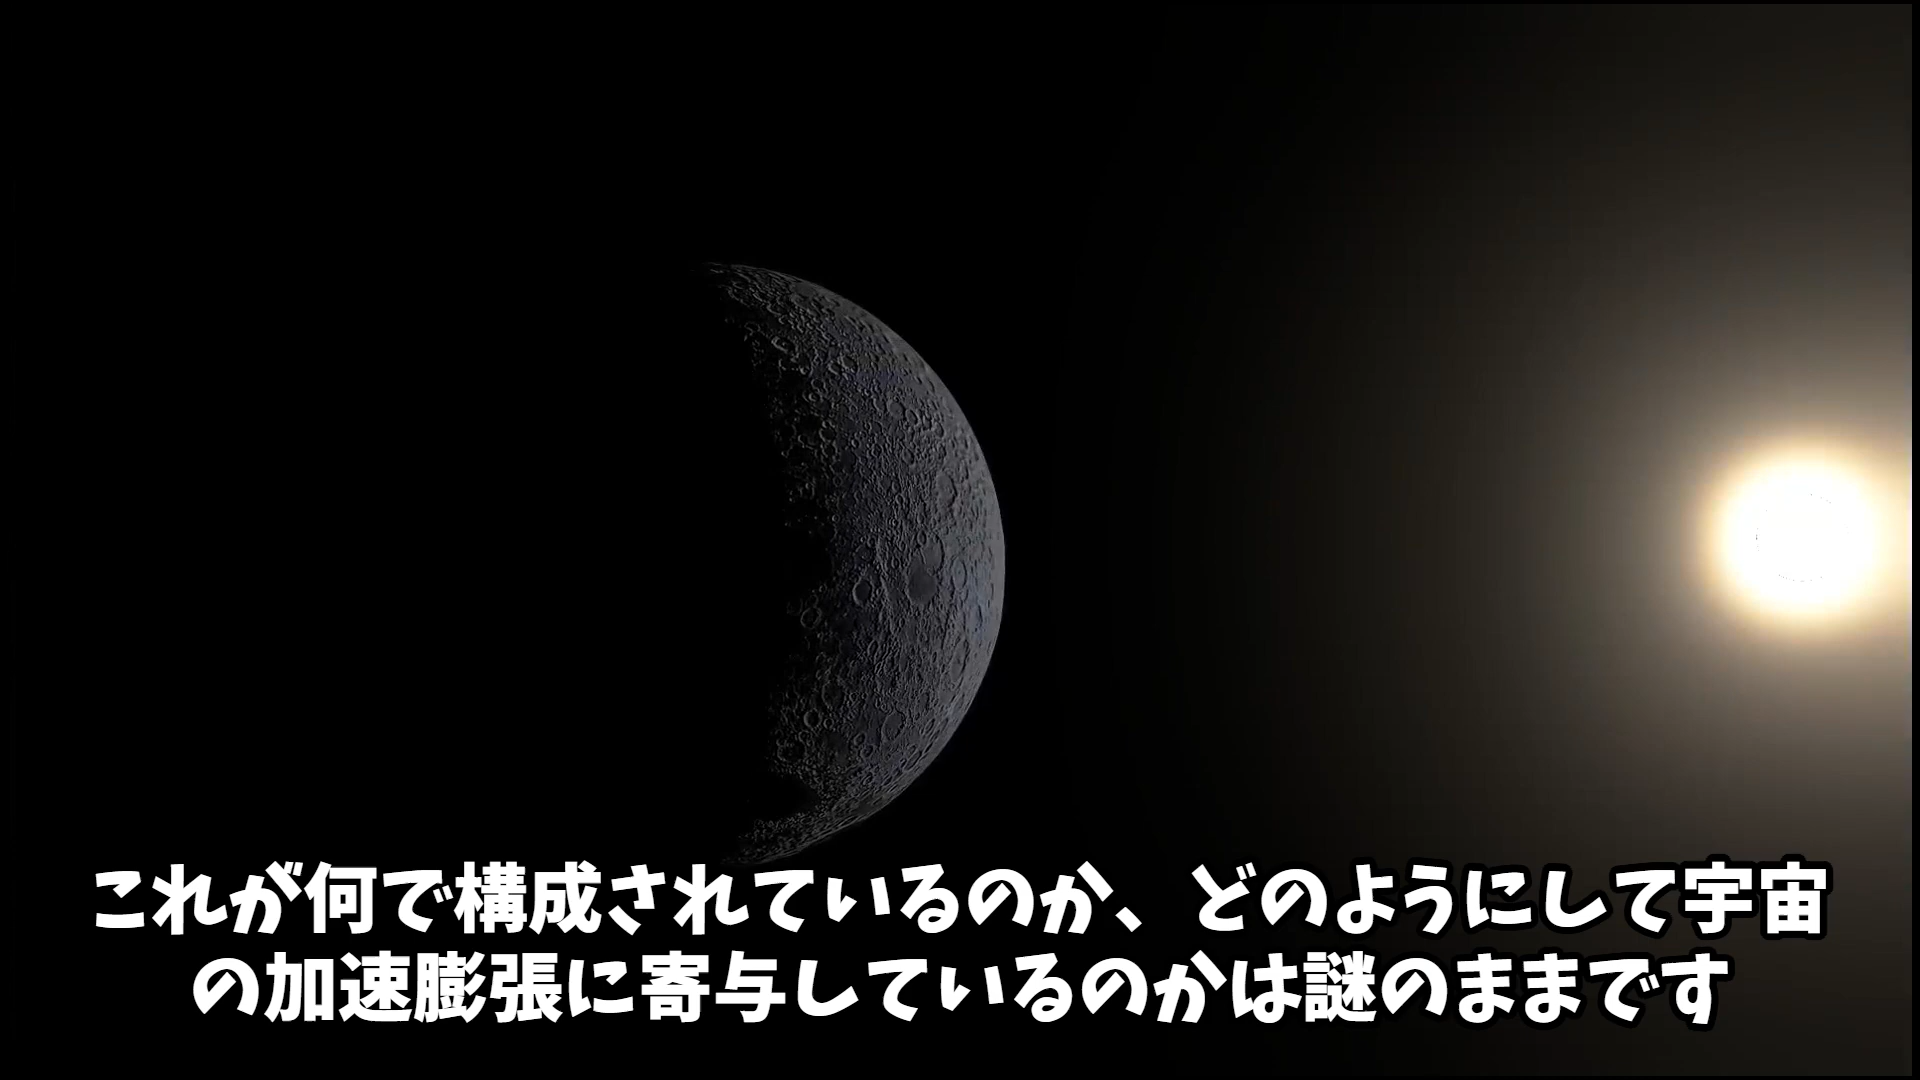 これが何で構成されているのか、どのようにして宇宙
の加速膨張に寄与しているのかは謎のままです